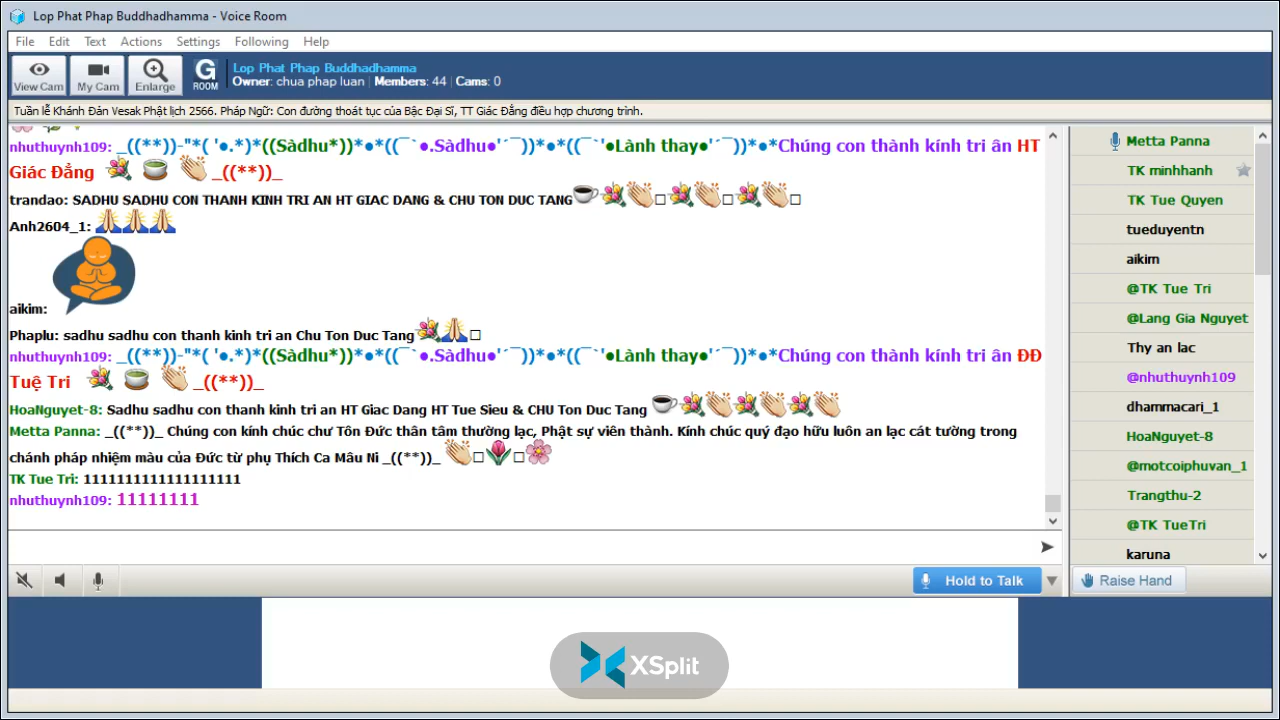 Lop Phat Phap Buddhadhamma - Voice Room
File Edit Text Actions Settings Following Help
View Cam My Cam Enlarge G ROOM
Lop Phat Phap Buddhadhamma
Owner: chua phap luan | Members: 44 | Cams: 0
Tuần lễ Khánh Đản Vesak Phật lịch 2566. Pháp Ngữ: Con đường thoát tục của Bậc Đại Sĩ, TT Giác Đẳng điều hợp chương trình.
nhuthuynh109: _((**))-"*( '●.*)*((Sàdhu*))*●*((¯`●.Sàdhu●'´¯))*●*((¯`'●Lành thay●'´¯))*●*Chúng con thành kính tri ân HT
Giác Đẳng _((**))_
trandao: SADHU SADHU CON THANH KINH TRI AN HT GIAC DANG & CHU TON DUC TANG
Anh2604_1:
aikim:
Phaplu: sadhu sadhu con thanh kinh tri an Chu Ton Duc Tang
nhuthuynh109: _((**))-"*( '●.*)*((Sàdhu*))*●*((¯`●.Sàdhu●'´¯))*●*((¯`'●Lành thay●'´¯))*●*Chúng con thành kính tri ân ĐĐ
Tuệ Tri _((**))_
HoaNguyet-8: Sadhu sadhu con thanh kinh tri an HT Giac Dang HT Tue Sieu & CHU Ton Duc Tang
Metta Panna: _((**))_ Chúng con kính chúc chư Tôn Đức thân tâm thường lạc, Phật sự viên thành. Kính chúc quý đạo hữu luôn an lạc cát tường trong
chánh pháp nhiệm màu của Đức từ phụ Thích Ca Mâu Ni _((**))_
TK Tue Tri: 1111111111111111111
nhuthuynh109: 11111111
Metta Panna
TK minhhanh
TK Tue Quyen
tueduyentn
aikim
@TK Tue Tri
@Lang Gia Nguyet
Thy an lac
@nhuthuynh109
dhammacari_1
HoaNguyet-8
@motcoiphuvan_1
Trangthu-2
@TK TueTri
karuna
Hold to Talk
Raise Hand
XSplit